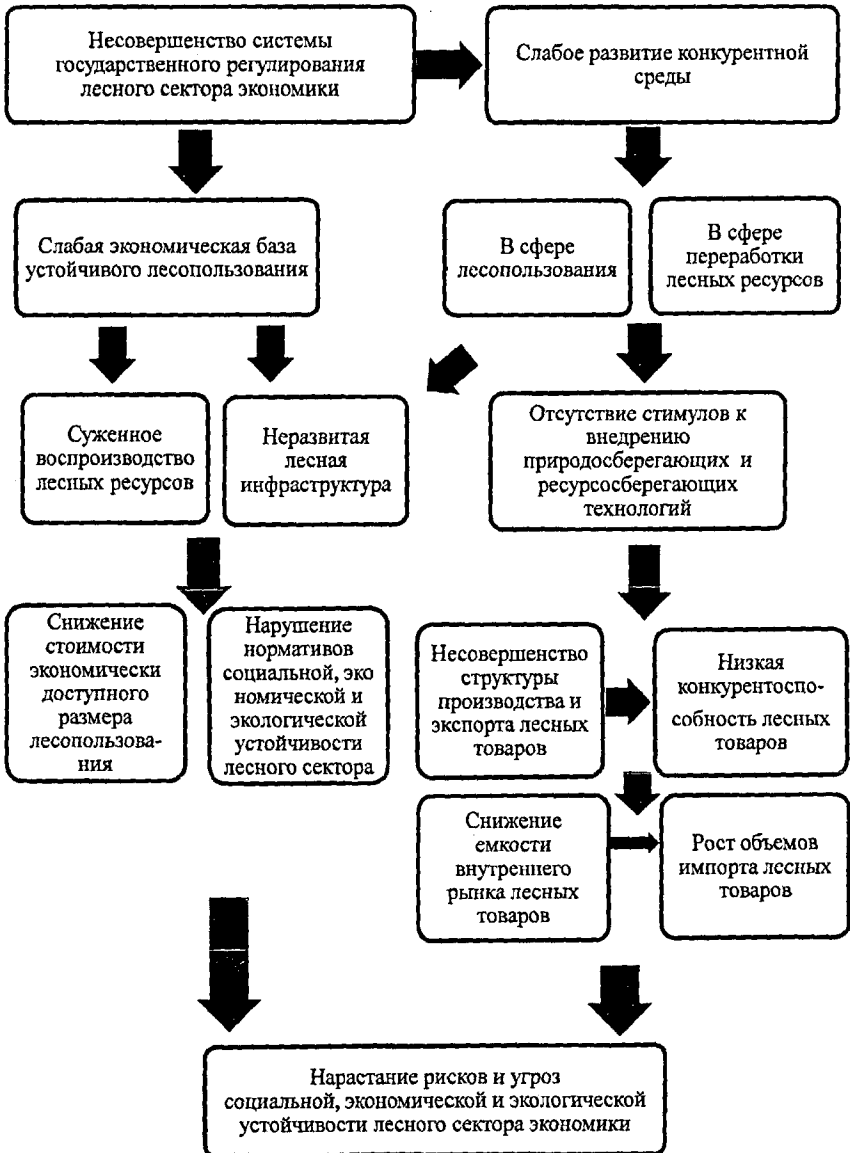 Несовершенство системы
государственного регулирования
лесного сектора экономики
Слабое развитие конкурентной
среды
Слабая экономическая база
устойчивого лесопользования
В сфере
лесопользования
В сфере
переработки
лесных ресурсов
Суженное
воспроизводство
лесных ресурсов
Неразвитая
лесная
инфраструктура
Отсутствие стимулов к
внедрению
природосберегающих и
ресурсосберегающих
технологий
Снижение
стоимости
экономически
доступного
размера
лесопользова-
ния
Нарушение
нормативов
социальной, эко
номической и
экологической
устойчивости
лесного сектора
Несовершенство
структуры
производства и
экспорта лесных
товаров
Низкая
конкурентоспо-
собность лесных
товаров
Снижение
емкости
внутреннего
рынка лесных
товаров
Рост объемов
импорта лесных
товаров
Нарастание рисков и угроз
социальной, экономической и экологической
устойчивости лесного сектора экономики